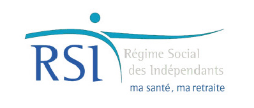 RSI
Régime Social
des Indépendants
ma santé, ma retraite